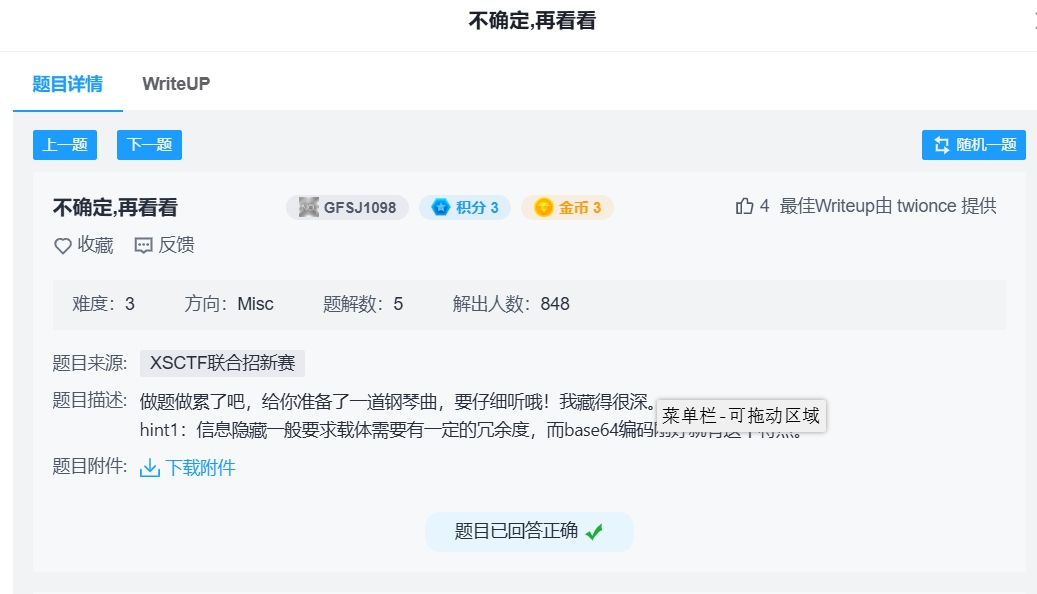 不确定,再看看
题目详情 WriteUP
上一题 下一题 随机一题
不确定,再看看 GFSJ1098 积分 3 金币 3 4 最佳Writeup由 twionce 提供
收藏 反馈
难度：3 方向：Misc 题解数：5 解出人数：848
题目来源: XSCTF联合招新赛
题目描述: 做题做累了吧，给你准备了一道钢琴曲，要仔细听哦！我藏得很深。
菜单栏-可拖动区域
hint1：信息隐藏一般要求载体需要有一定的冗余度，而base64编码
题目附件: 下载附件
题目已回答正确